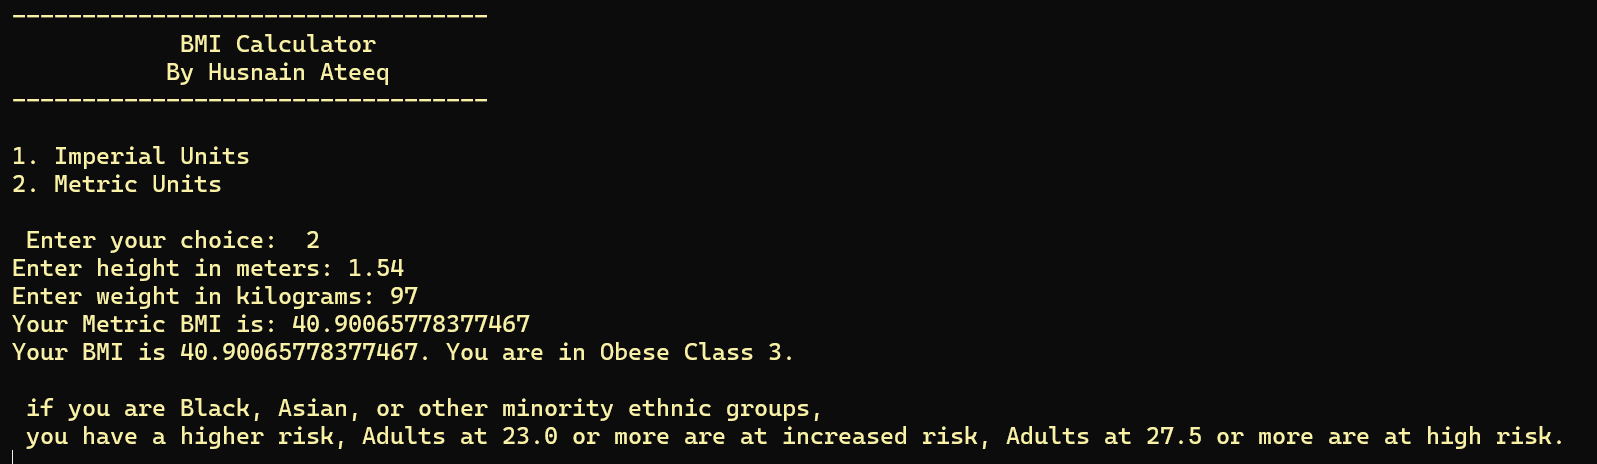 ----------------------------------
BMI Calculator
By Husnain Ateeq
----------------------------------
1. Imperial Units
2. Metric Units
Enter your choice:  2
Enter height in meters: 1.54
Enter weight in kilograms: 97
Your Metric BMI is: 40.90065778377467
Your BMI is 40.90065778377467. You are in Obese Class 3.
if you are Black, Asian, or other minority ethnic groups,
you have a higher risk, Adults at 23.0 or more are at increased risk, Adults at 27.5 or more are at high risk.